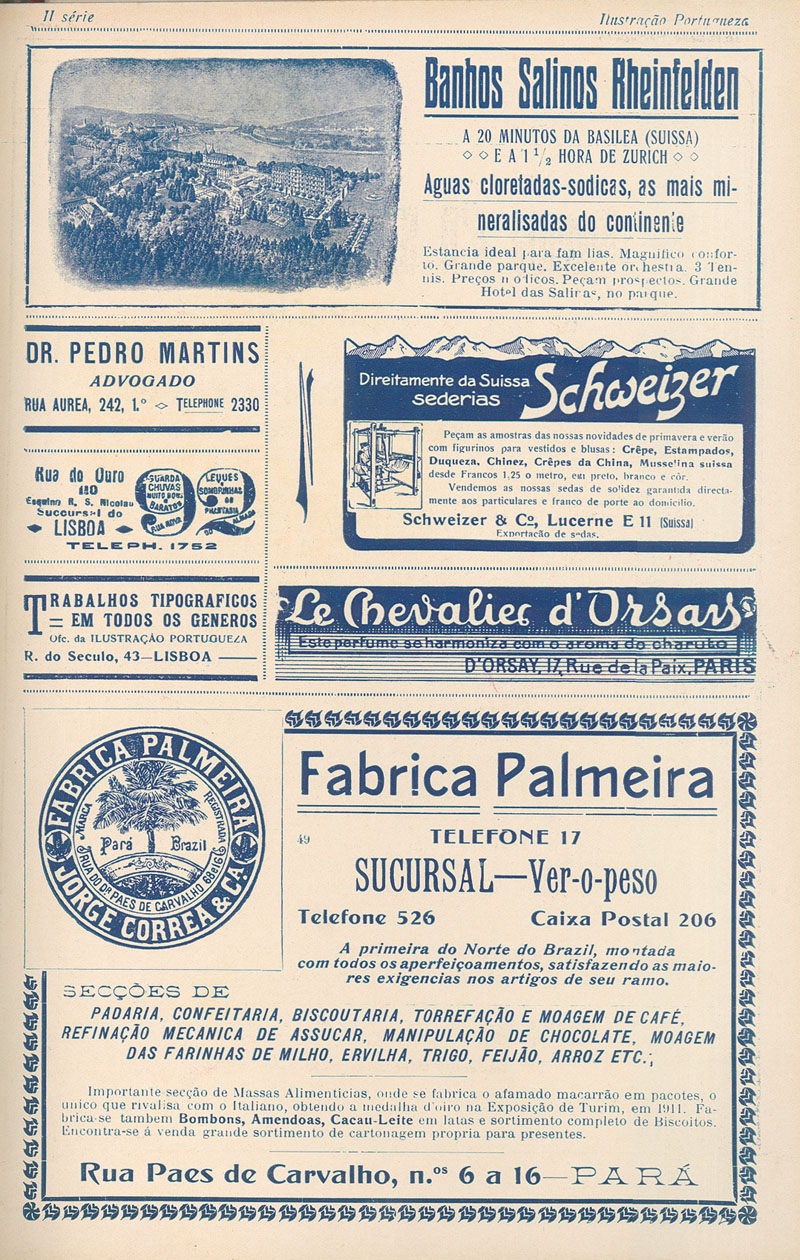 II série
Ilustração Portugueza
Banhos Salinos Rheinfelden
A 20 MINUTOS DA BASILEA (SUISSA)
E A 1 1/2 HORA DE ZURICH
Aguas cloretadas-sodicas, as mais mi-
neralisadas do continente
Estancia ideal para fam lias. Magnifico confor-
to. Grande parque. Excelente orchestra. 3 Ten-
nis. Preços m odicos. Peçam prospectos. Grande
Hotel das Salinas, no parque.
DR. PEDRO MARTINS
ADVOGADO
RUA AUREA, 242, 1.º TELEPHONE 2330
Rua do Ouro
110
Esquina R. S. Nicolau
Succursal do
LISBOA
TELEPH. 1752
GUARDA
CHUVAS
MUITO BONS
BARATOS
RUA NOVA
LEQUES
SOMBRINHAS
DE
PHANTASIA
DO ALMADA
TRABALHOS TIPOGRAFICOS
= EM TODOS OS GENEROS
Ofc. da ILUSTRAÇÃO PORTUGUEZA
R. do Seculo, 43—LISBOA
Direitamente da Suissa
sederias
Schweizer
Peçam as amostras das nossas novidades de primavera e verão
com figurinos para vestidos e blusas: Crêpe, Estampados,
Duqueza, Chinez, Crêpes da China, Musselina suissa
desde Francos 1,25 o metro, em preto, branco e côr.
Vendemos as nossas sedas de solidez garantida directa-
mente aos particulares e franco de porte ao domicilio.
Schweizer & Cº, Lucerne E 11 (Suissa)
Exportação de sedas.
Le Chevalier d'Orsay
Este perfume se harmoniza com o aroma do charuto
D'ORSAY, 17, Rue de la Paix, PARIS
FABRICA PALMEIRA
MARCA
REGISTRADA
Pará Brazil
RUA DO DR PAES DE CARVALHO 6 e 16
JORGE CORREA & CA.
Fabrica Palmeira
49
TELEFONE 17
SUCURSAL—Ver-o-peso
Telefone 526 Caixa Postal 206
A primeira do Norte do Brazil, montada
com todos os aperfeiçoamentos, satisfazendo as maio-
res exigencias nos artigos de seu ramo.
SECÇÕES DE
PADARIA, CONFEITARIA, BISCOUTARIA, TORREFAÇÃO E MOAGEM DE CAFÉ,
REFINAÇÃO MECANICA DE ASSUCAR, MANIPULAÇÃO DE CHOCOLATE, MOAGEM
DAS FARINHAS DE MILHO, ERVILHA, TRIGO, FEIJÃO, ARROZ ETC.;
Importante secção de Massas Alimenticias, onde se fabrica o afamado macarrão em pacotes, o
unico que rivalisa com o Italiano, obtendo a medalha d'oiro na Exposição de Turim, em 1911. Fa-
brica-se tambem Bombons, Amendoas, Cacau-Leite em latas e sortimento completo de Biscoitos.
Encontra-se á venda grande sortimento de cartonagem propria para presentes.
Rua Paes de Carvalho, n.os 6 a 16—PARÁ